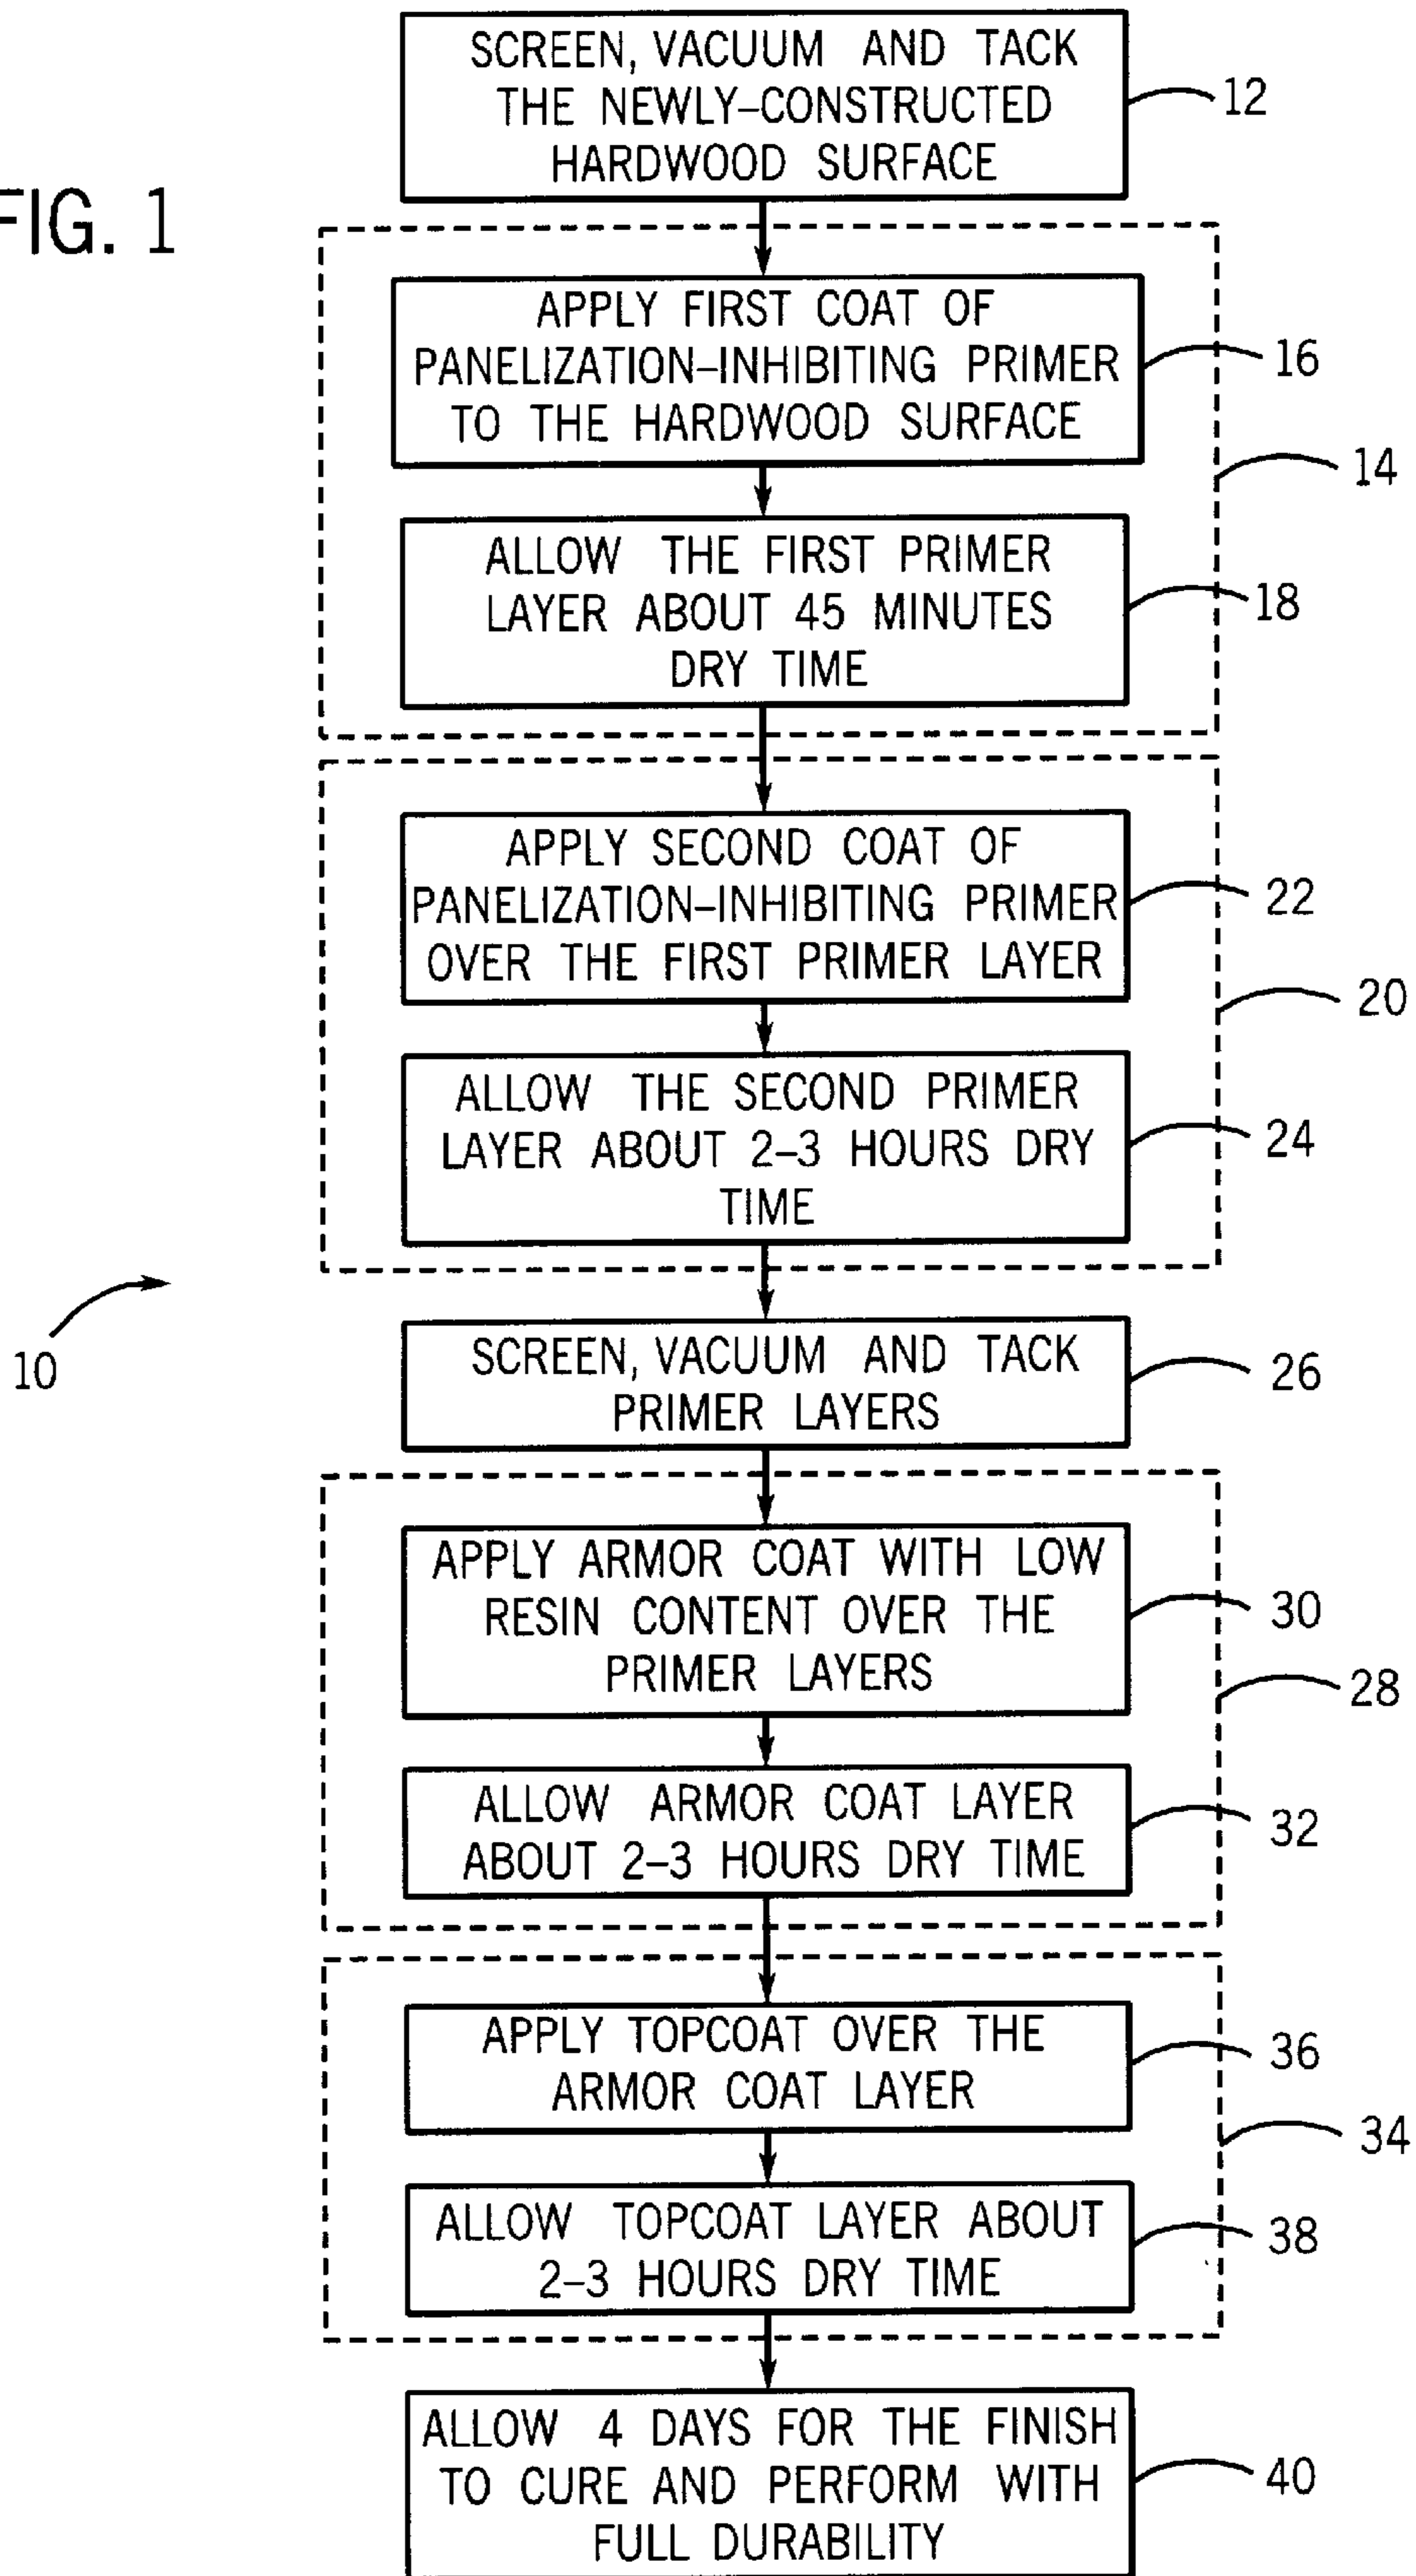 SCREEN, VACUUM AND TACK
THE NEWLY-CONSTRUCTED
HARDWOOD SURFACE
12
FIG. 1
APPLY FIRST COAT OF
PANELIZATION-INHIBITING PRIMER
TO THE HARDWOOD SURFACE
16
14
ALLOW THE FIRST PRIMER
LAYER ABOUT 45 MINUTES
DRY TIME
18
APPLY SECOND COAT OF
PANELIZATION-INHIBITING PRIMER
OVER THE FIRST PRIMER LAYER
22
20
ALLOW THE SECOND PRIMER
LAYER ABOUT 2-3 HOURS DRY
TIME
24
10
SCREEN, VACUUM AND TACK
PRIMER LAYERS
26
APPLY ARMOR COAT WITH LOW
RESIN CONTENT OVER THE
PRIMER LAYERS
30
28
ALLOW ARMOR COAT LAYER
ABOUT 2-3 HOURS DRY TIME
32
APPLY TOPCOAT OVER THE
ARMOR COAT LAYER
36
34
ALLOW TOPCOAT LAYER ABOUT
2-3 HOURS DRY TIME
38
ALLOW 4 DAYS FOR THE FINISH
TO CURE AND PERFORM WITH
FULL DURABILITY
40